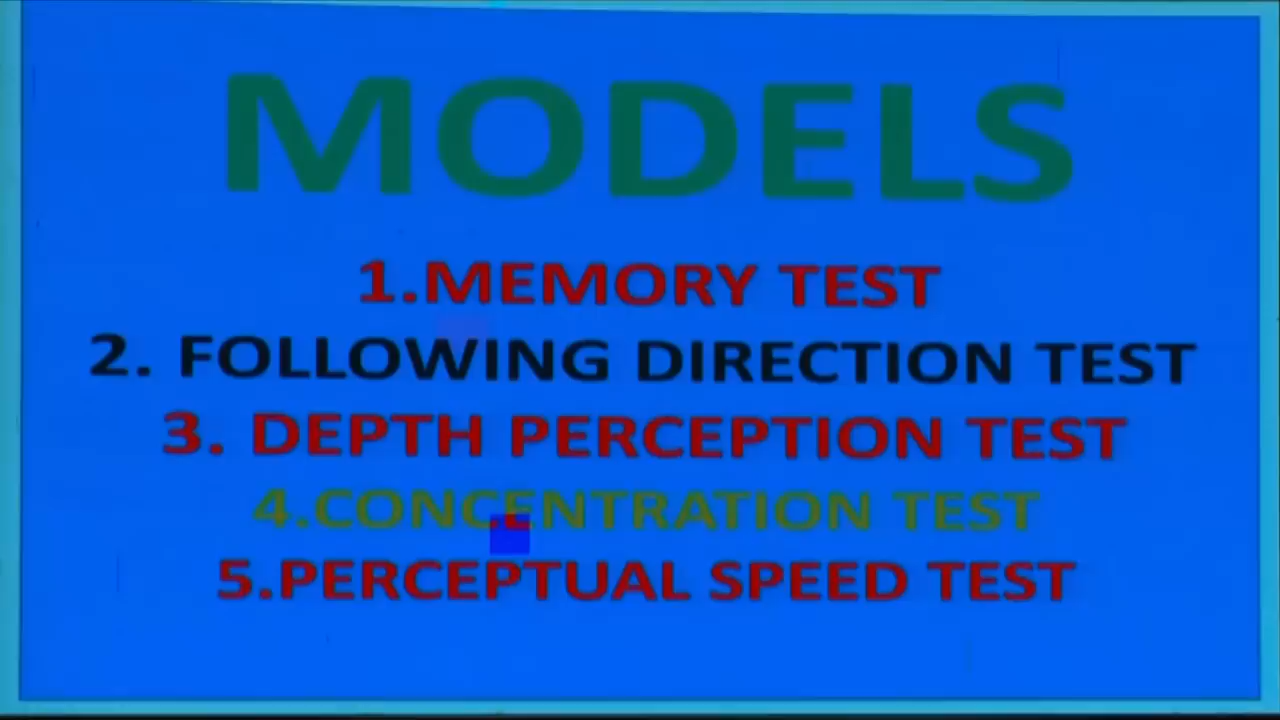 MODELS
1.MEMORY TEST
2. FOLLOWING DIRECTION TEST
3. DEPTH PERCEPTION TEST
4.CONCENTRATION TEST
5.PERCEPTUAL SPEED TEST